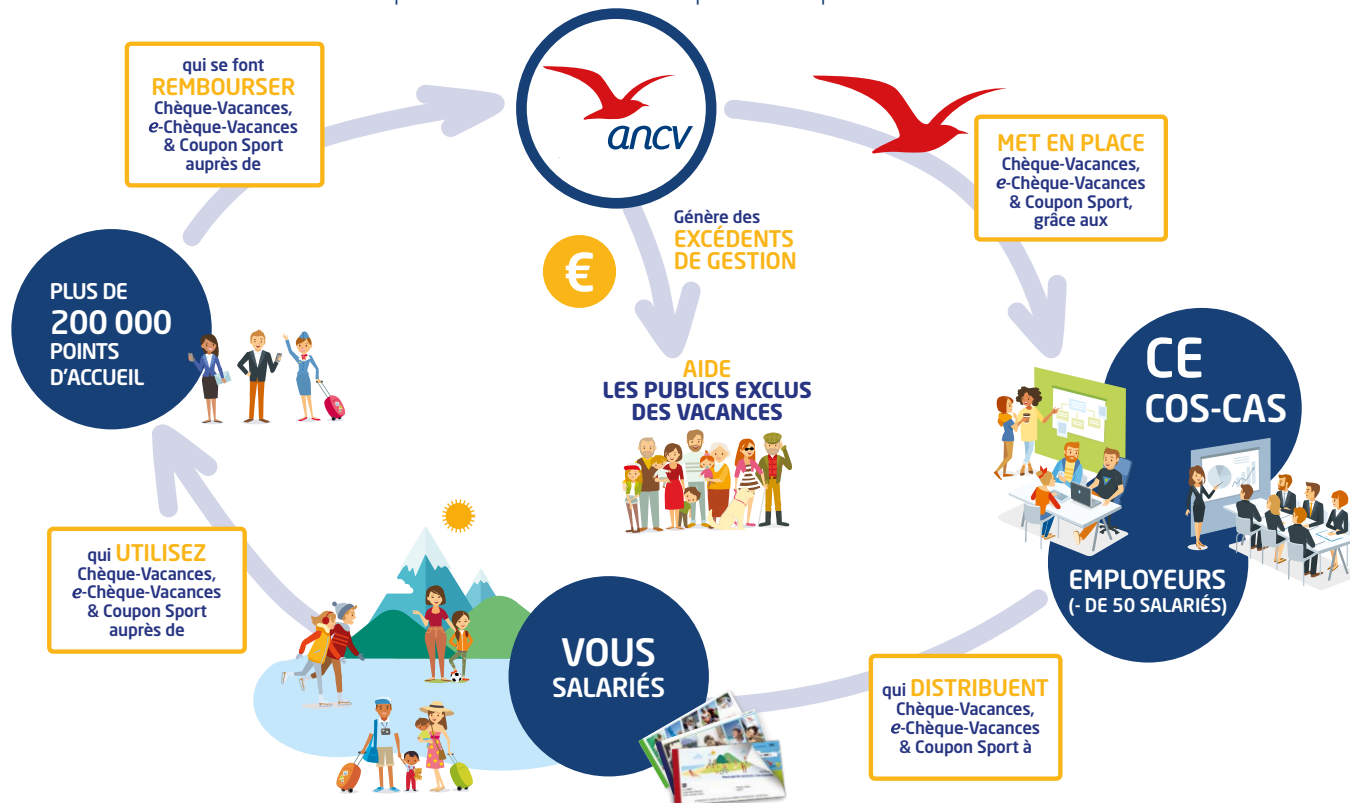 ancv
MET EN PLACE
Chèque-Vacances,
e-Chèque-Vacances
& Coupon Sport,
grâce aux
CE
COS-CAS
EMPLOYEURS
(- DE 50 SALARIÉS)
qui DISTRIBUENT
Chèque-Vacances,
e-Chèque-Vacances
& Coupon Sport à
VOUS
SALARIÉS
qui UTILISEZ
Chèque-Vacances,
e-Chèque-Vacances
& Coupon Sport
auprès de
PLUS DE
200 000
POINTS
D'ACCUEIL
qui se font
REMBOURSER
Chèque-Vacances,
e-Chèque-Vacances
& Coupon Sport
auprès de
Génère des
EXCÉDENTS
DE GESTION
€
AIDE
LES PUBLICS EXCLUS
DES VACANCES